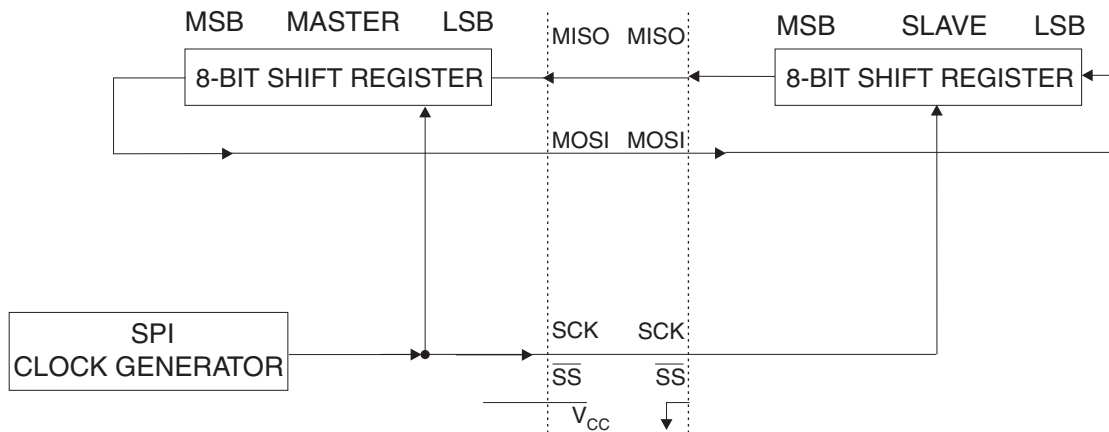 MSB MASTER LSB
MISO MISO
MSB SLAVE LSB
8-BIT SHIFT REGISTER
8-BIT SHIFT REGISTER
MOSI MOSI
SPI
CLOCK GENERATOR
SCK SCK
SS SS
VCC